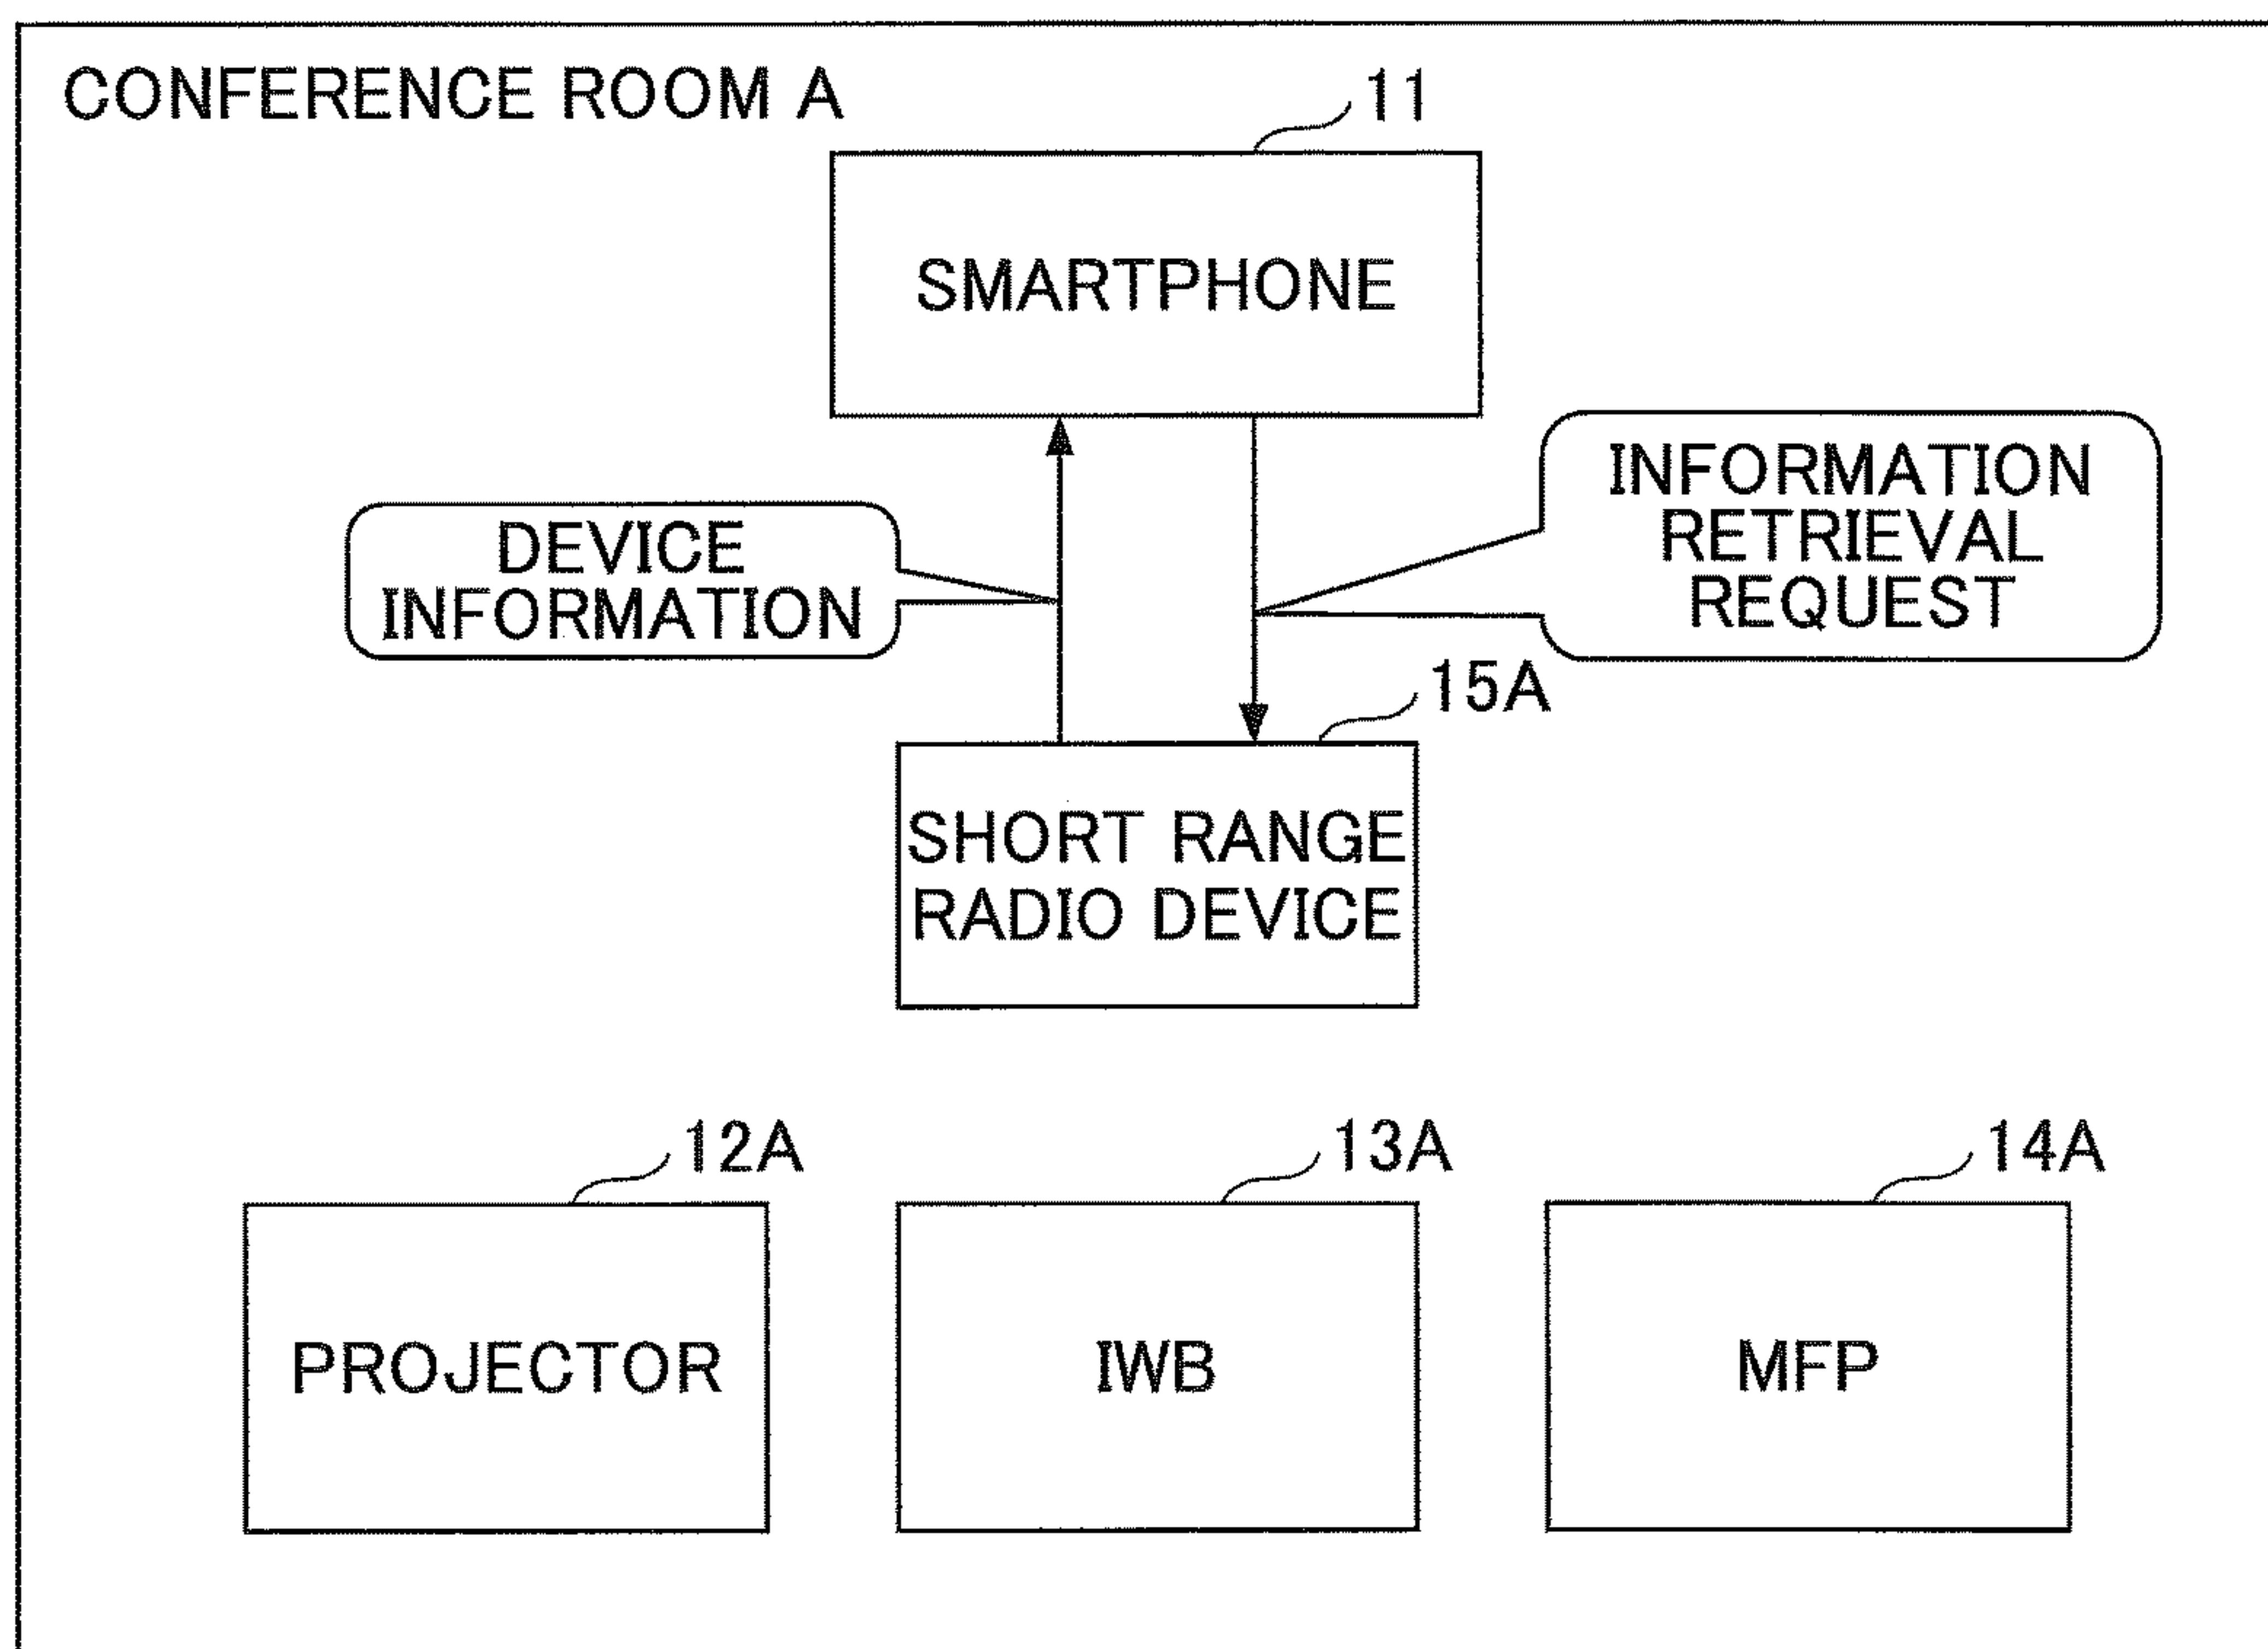 CONFERENCE ROOM A
11
SMARTPHONE
DEVICE
INFORMATION
INFORMATION
RETRIEVAL
REQUEST
15A
SHORT RANGE
RADIO DEVICE
12A
13A
14A
PROJECTOR
IWB
MFP